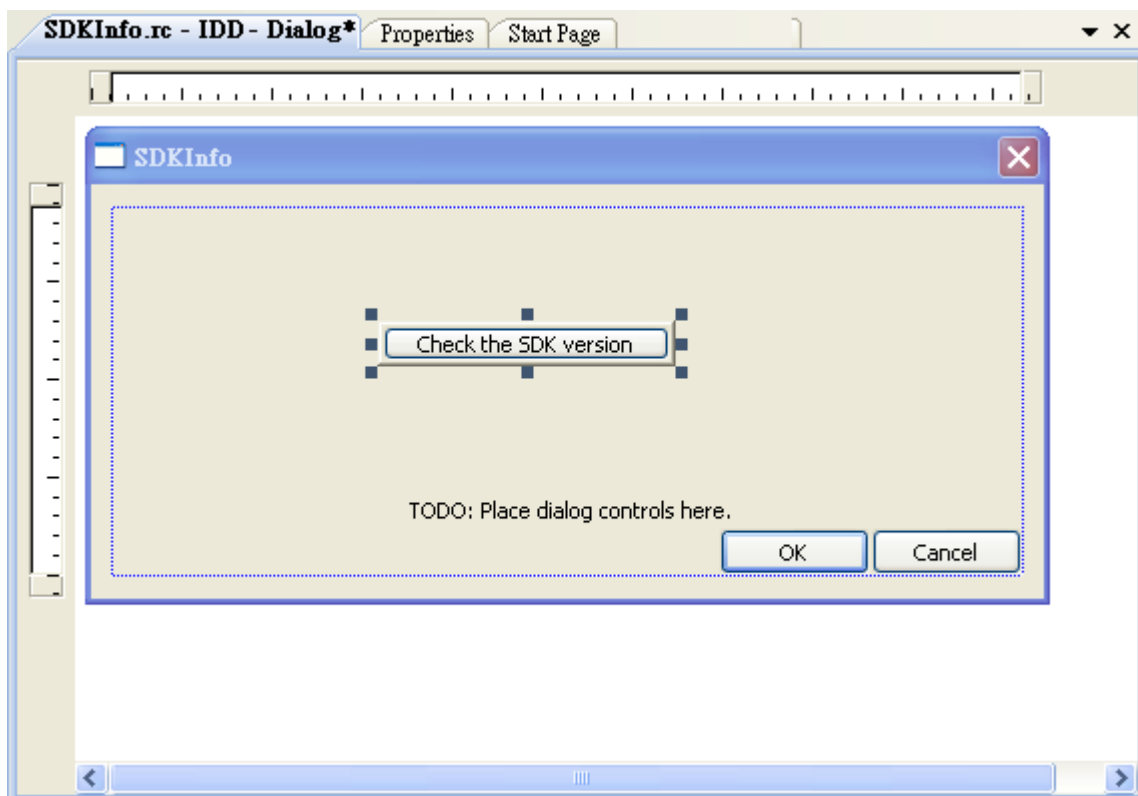 SDKInfo.rc - IDD - Dialog* Properties Start Page
SDKInfo
Check the SDK version
TODO: Place dialog controls here.
OK Cancel